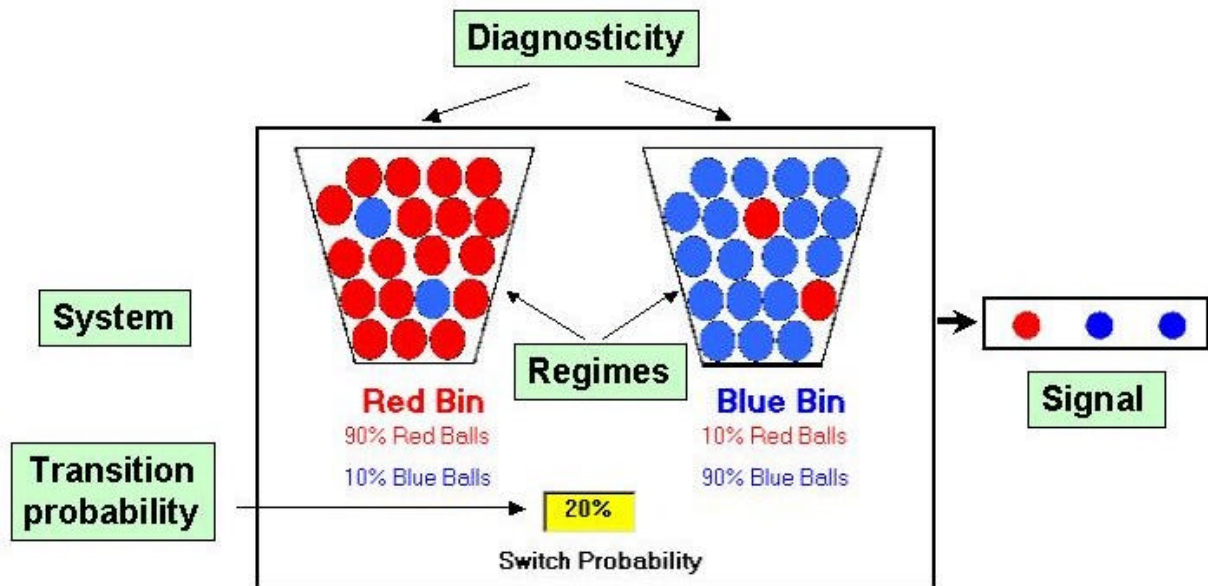 Diagnosticity
System
Regimes
Signal
Red Bin
Blue Bin
90% Red Balls
10% Red Balls
10% Blue Balls
90% Blue Balls
Transition
probability
20%
Switch Probability